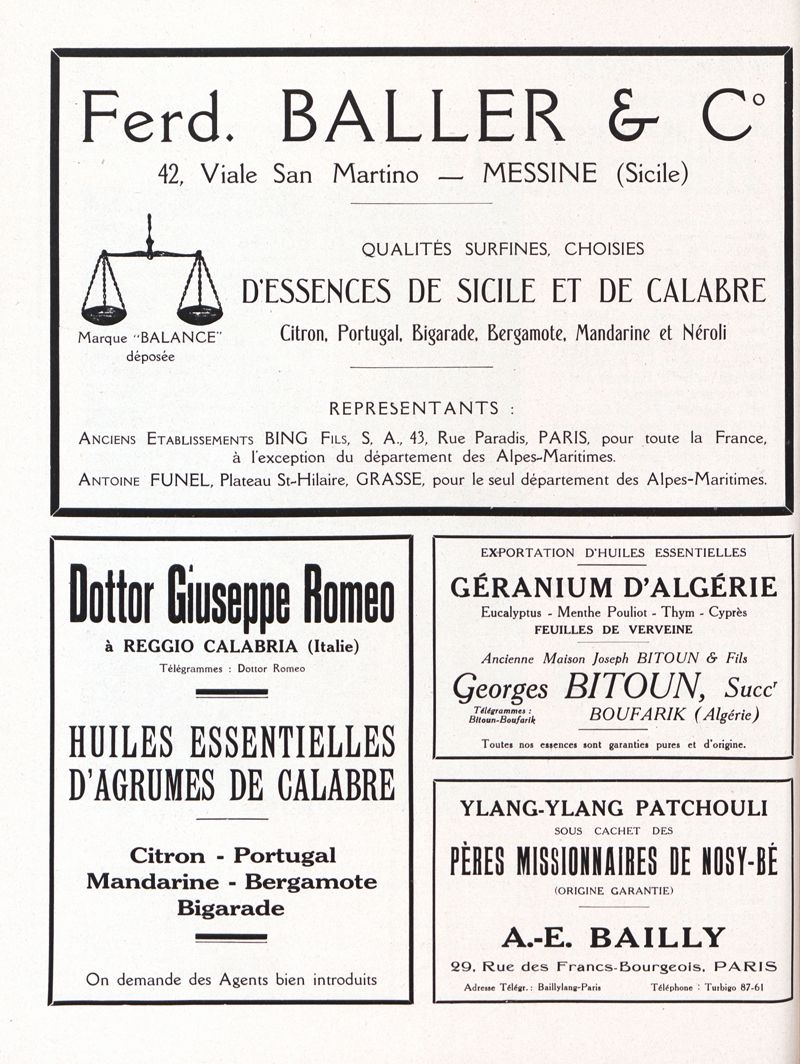 Ferd. BALLER & C°
42, Viale San Martino — MESSINE (Sicile)
QUALITÉS SURFINES, CHOISIES
D'ESSENCES DE SICILE ET DE CALABRE
Citron, Portugal, Bigarade, Bergamote, Mandarine et Néroli
Marque "BALANCE"
déposée
REPRESENTANTS :
ANCIENS ETABLISSEMENTS BING FILS, S. A., 43, Rue Paradis, PARIS, pour toute la France,
à l'exception du département des Alpes-Maritimes.
ANTOINE FUNEL, Plateau St-Hilaire, GRASSE, pour le seul département des Alpes-Maritimes.
Dottor Giuseppe Romeo
à REGGIO CALABRIA (Italie)
Télégrammes : Dottor Romeo
HUILES ESSENTIELLES
D'AGRUMES DE CALABRE
Citron - Portugal
Mandarine - Bergamote
Bigarade
On demande des Agents bien introduits
EXPORTATION D'HUILES ESSENTIELLES
GÉRANIUM D'ALGÉRIE
Eucalyptus - Menthe Pouliot - Thym - Cyprès
FEUILLES DE VERVEINE
Ancienne Maison Joseph BITOUN & Fils
Georges BITOUN, Succr
Télégrammes :
Bitoun-Boufarik
BOUFARIK (Algérie)
Toutes nos essences sont garanties pures et d'origine.
YLANG-YLANG PATCHOULI
SOUS CACHET DES
PÈRES MISSIONNAIRES DE NOSY-BÉ
(ORIGINE GARANTIE)
A.-E. BAILLY
29, Rue des Francs-Bourgeois, PARIS
Adresse Télégr. : Baillylang-Paris Téléphone : Turbigo 87-61